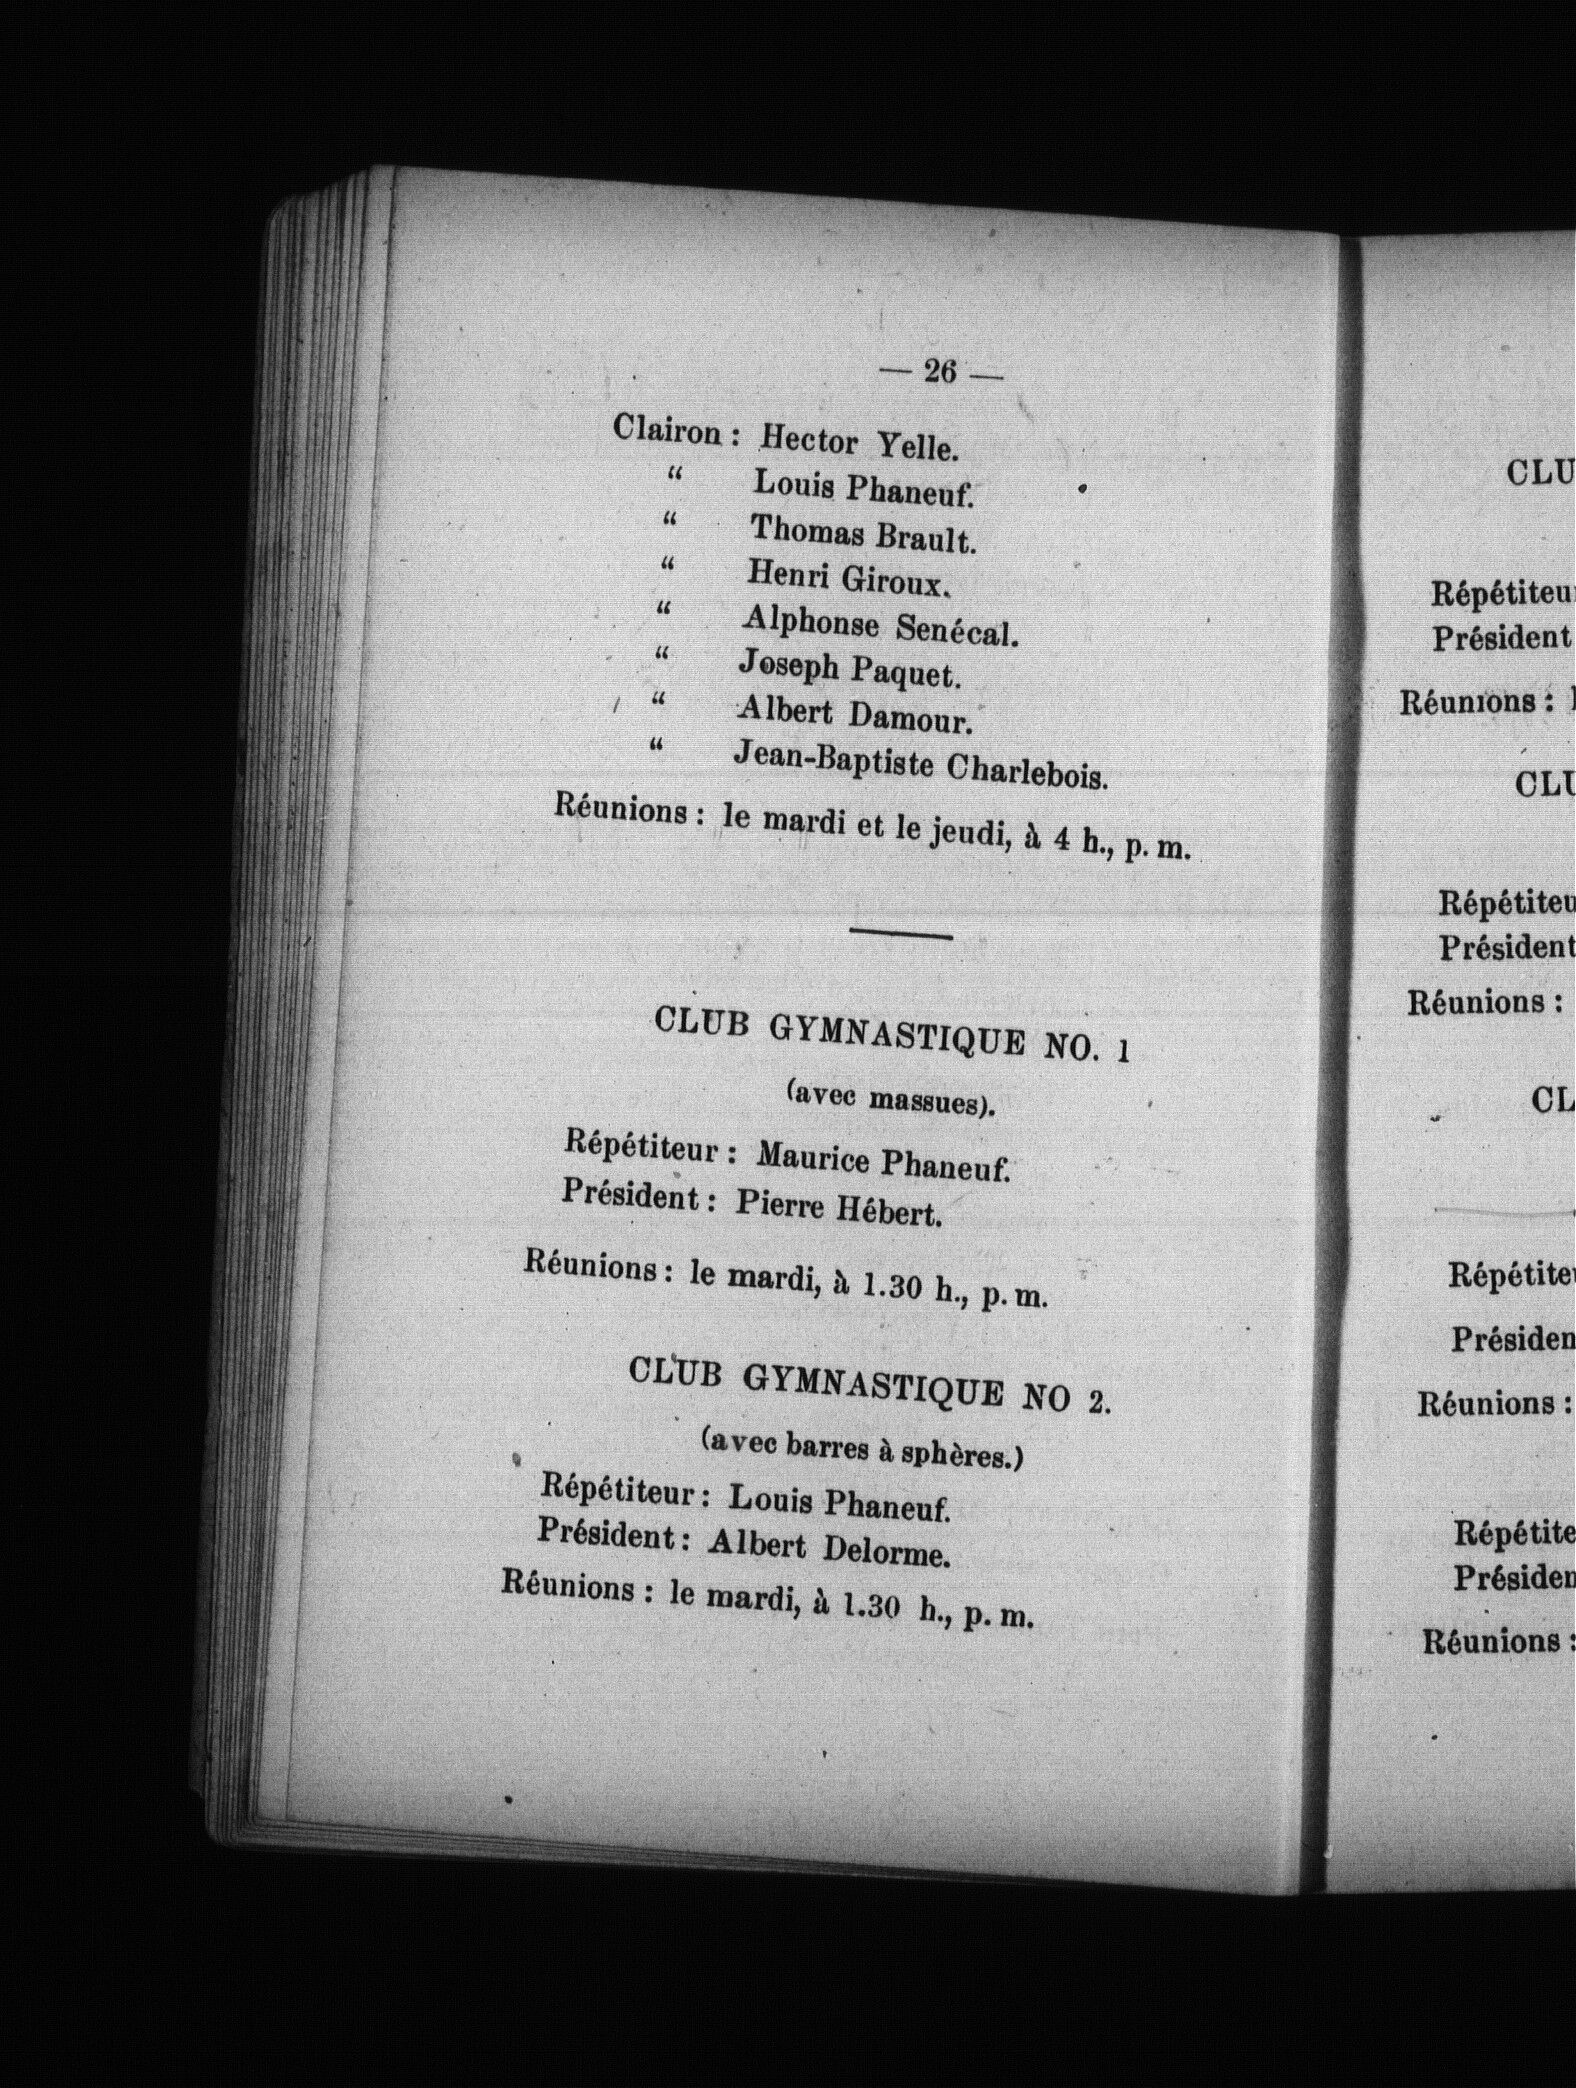 — 26 —
Clairon : Hector Yelle.
“ Louis Phaneuf.
“ Thomas Brault.
“ Henri Giroux.
“ Alphonse Senécal.
“ Joseph Paquet.
“ Albert Damour.
“ Jean-Baptiste Charlebois.
Réunions : le mardi et le jeudi, à 4 h., p. m.
CLUB GYMNASTIQUE NO. 1
(avec massues).
Répétiteur : Maurice Phaneuf.
Président : Pierre Hébert.
Réunions : le mardi, à 1.30 h., p. m.
CLUB GYMNASTIQUE NO 2.
(avec barres à sphères.)
Répétiteur : Louis Phaneuf.
Président : Albert Delorme.
Réunions : le mardi, à 1.30 h., p. m.
CLU
Répétiteur
Président
Réunions :
CLU
Répétiteu
Président
Réunions :
CL
Répétiteu
Présiden
Réunions :
Répétite
Présiden
Réunions :